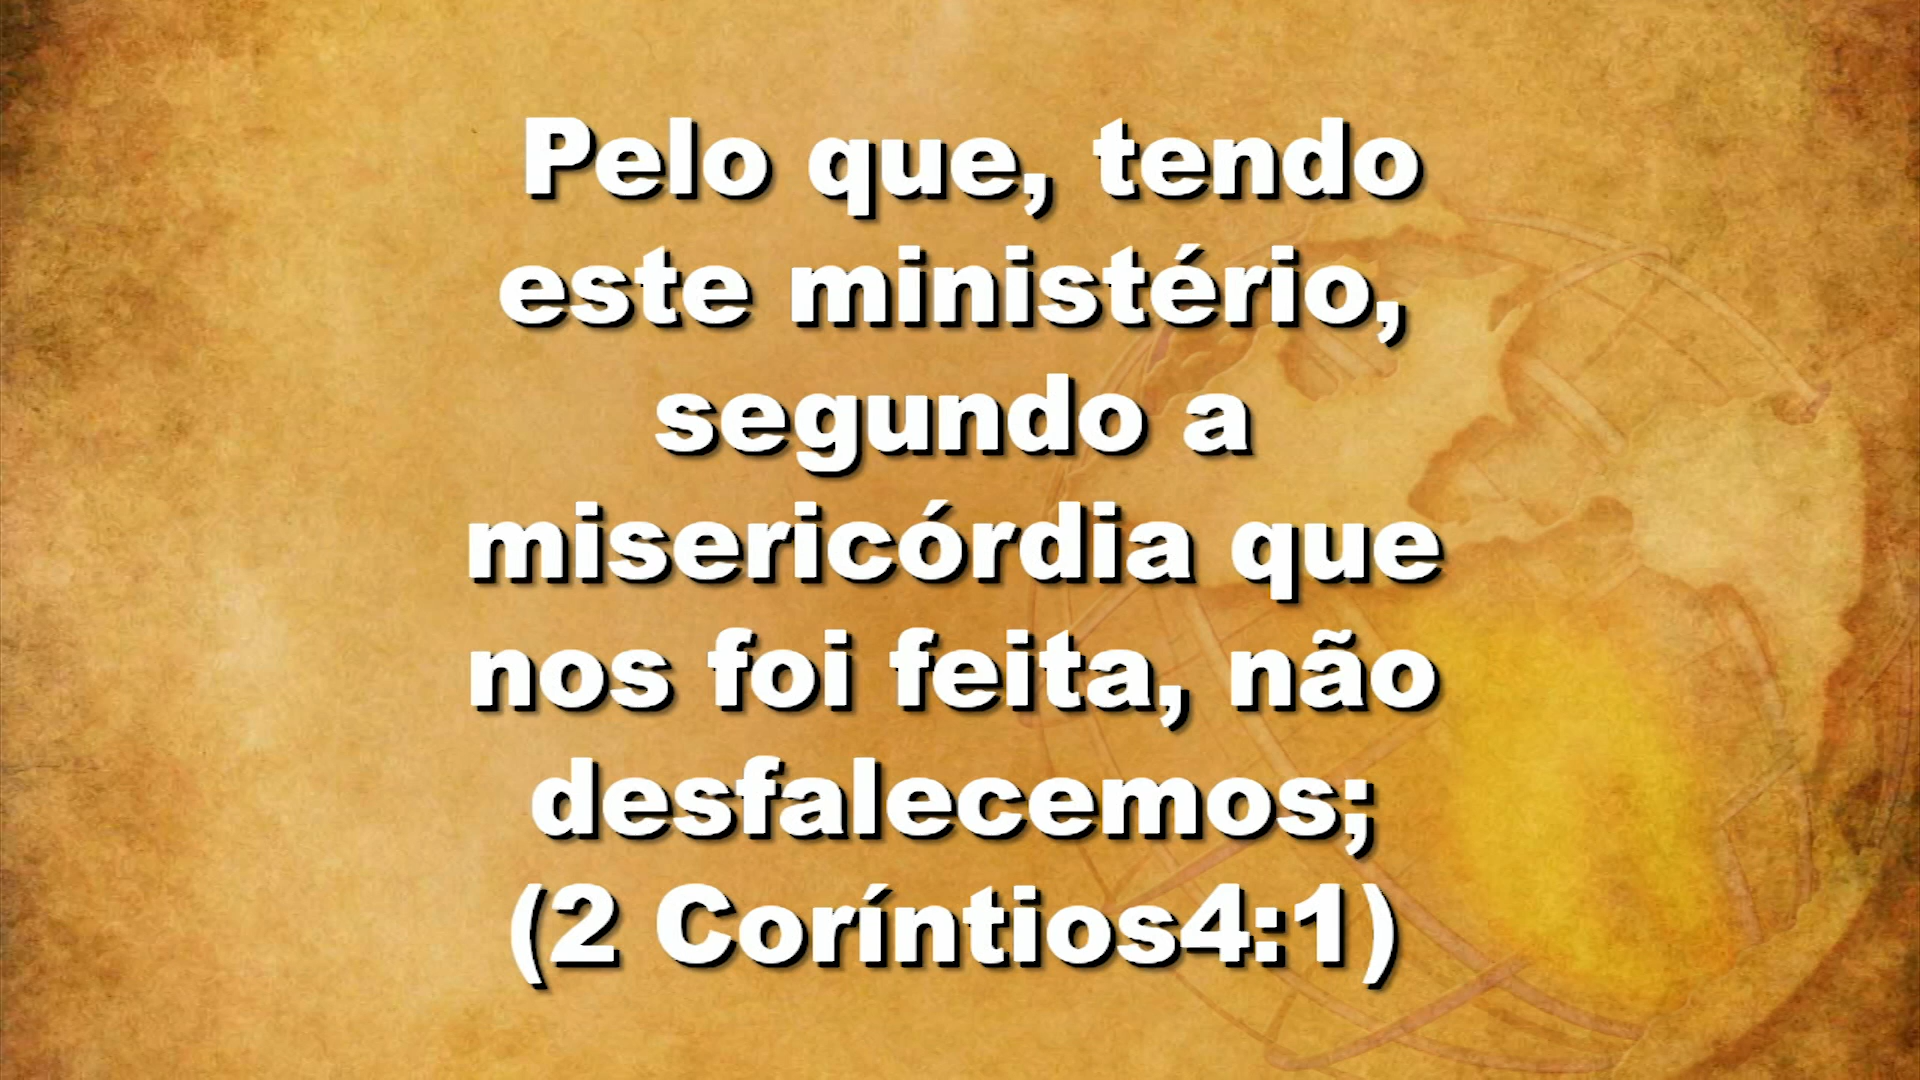 Pelo que, tendo
este ministério,
segundo a
misericórdia que
nos foi feita, não
desfalecemos;
(2 Coríntios4:1)